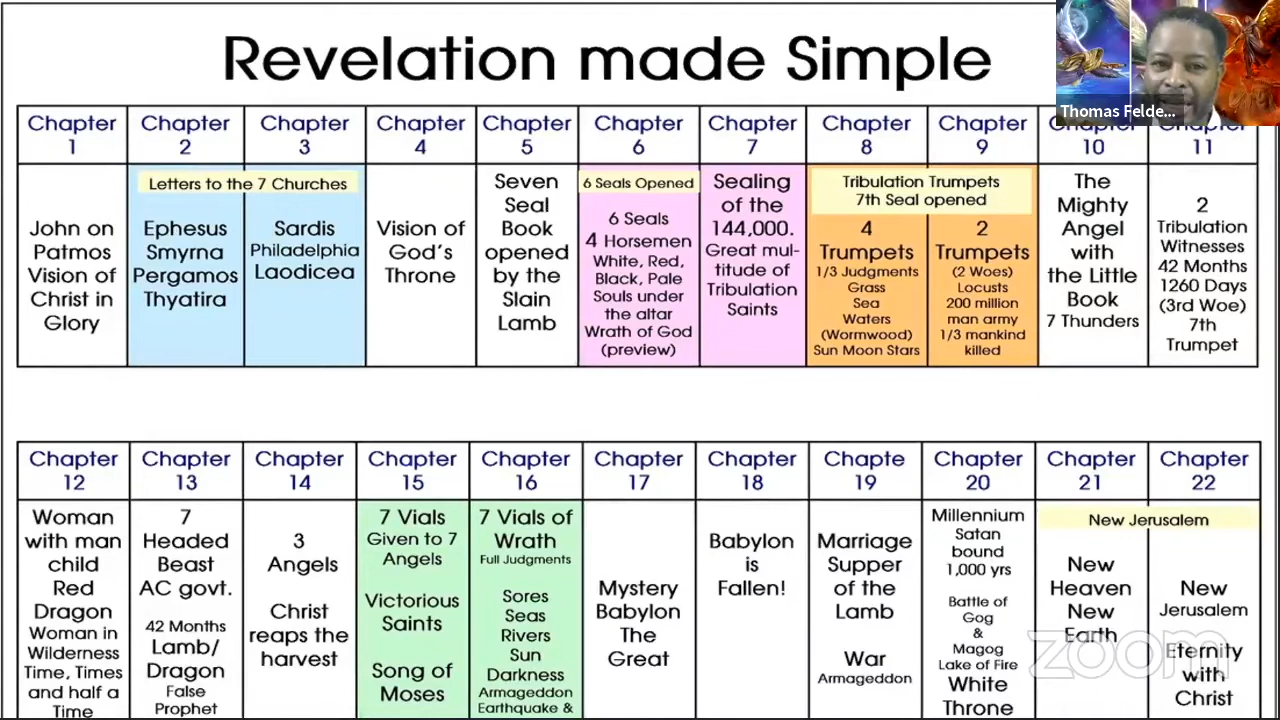 Revelation made Simple
Thomas Felde...
Chapter
1
Chapter
2
Chapter
3
Chapter
4
Chapter
5
Chapter
6
Chapter
7
Chapter
8
Chapter
9
Chapter
10
Chapter
11
John on
Patmos
Vision of
Christ in
Glory
Letters to the 7 Churches
Ephesus
Smyrna
Pergamos
Thyatira
Sardis
Philadelphia
Laodicea
Vision of
God's
Throne
Seven
Seal
Book
opened
by the
Slain
Lamb
6 Seals Opened
6 Seals
4 Horsemen
White, Red,
Black, Pale
Souls under
the altar
Wrath of God
(preview)
Sealing
of the
144,000.
Great mul-
titude of
Tribulation
Saints
Tribulation Trumpets
7th Seal opened
4
Trumpets
1/3 Judgments
Grass
Sea
Waters
(Wormwood)
Sun Moon Stars
2
Trumpets
(2 Woes)
Locusts
200 million
man army
1/3 mankind
killed
The
Mighty
Angel
with
the Little
Book
7 Thunders
2
Tribulation
Witnesses
42 Months
1260 Days
(3rd Woe)
7th
Trumpet
Chapter
12
Chapter
13
Chapter
14
Chapter
15
Chapter
16
Chapter
17
Chapter
18
Chapte
19
Chapter
20
Chapter
21
Chapter
22
Woman
with man
child
Red
Dragon
Woman in
Wilderness
Time, Times
and half a
Time
7
Headed
Beast
AC govt.
42 Months
Lamb/
Dragon
False
Prophet
3
Angels
Christ
reaps the
harvest
7 Vials
Given to 7
Angels
Victorious
Saints
Song of
Moses
7 Vials of
Wrath
Full Judgments
Sores
Seas
Rivers
Sun
Darkness
Armageddon
Earthquake &
Mystery
Babylon
The
Great
Babylon
is
Fallen!
Marriage
Supper
of the
Lamb
War
Armageddon
Millennium
Satan
bound
1,000 yrs
Battle of
Gog
&
Magog
Lake of Fire
White
Throne
New Jerusalem
New
Heaven
New
Earth
New
Jerusalem
Eternity
with
Christ
zoom